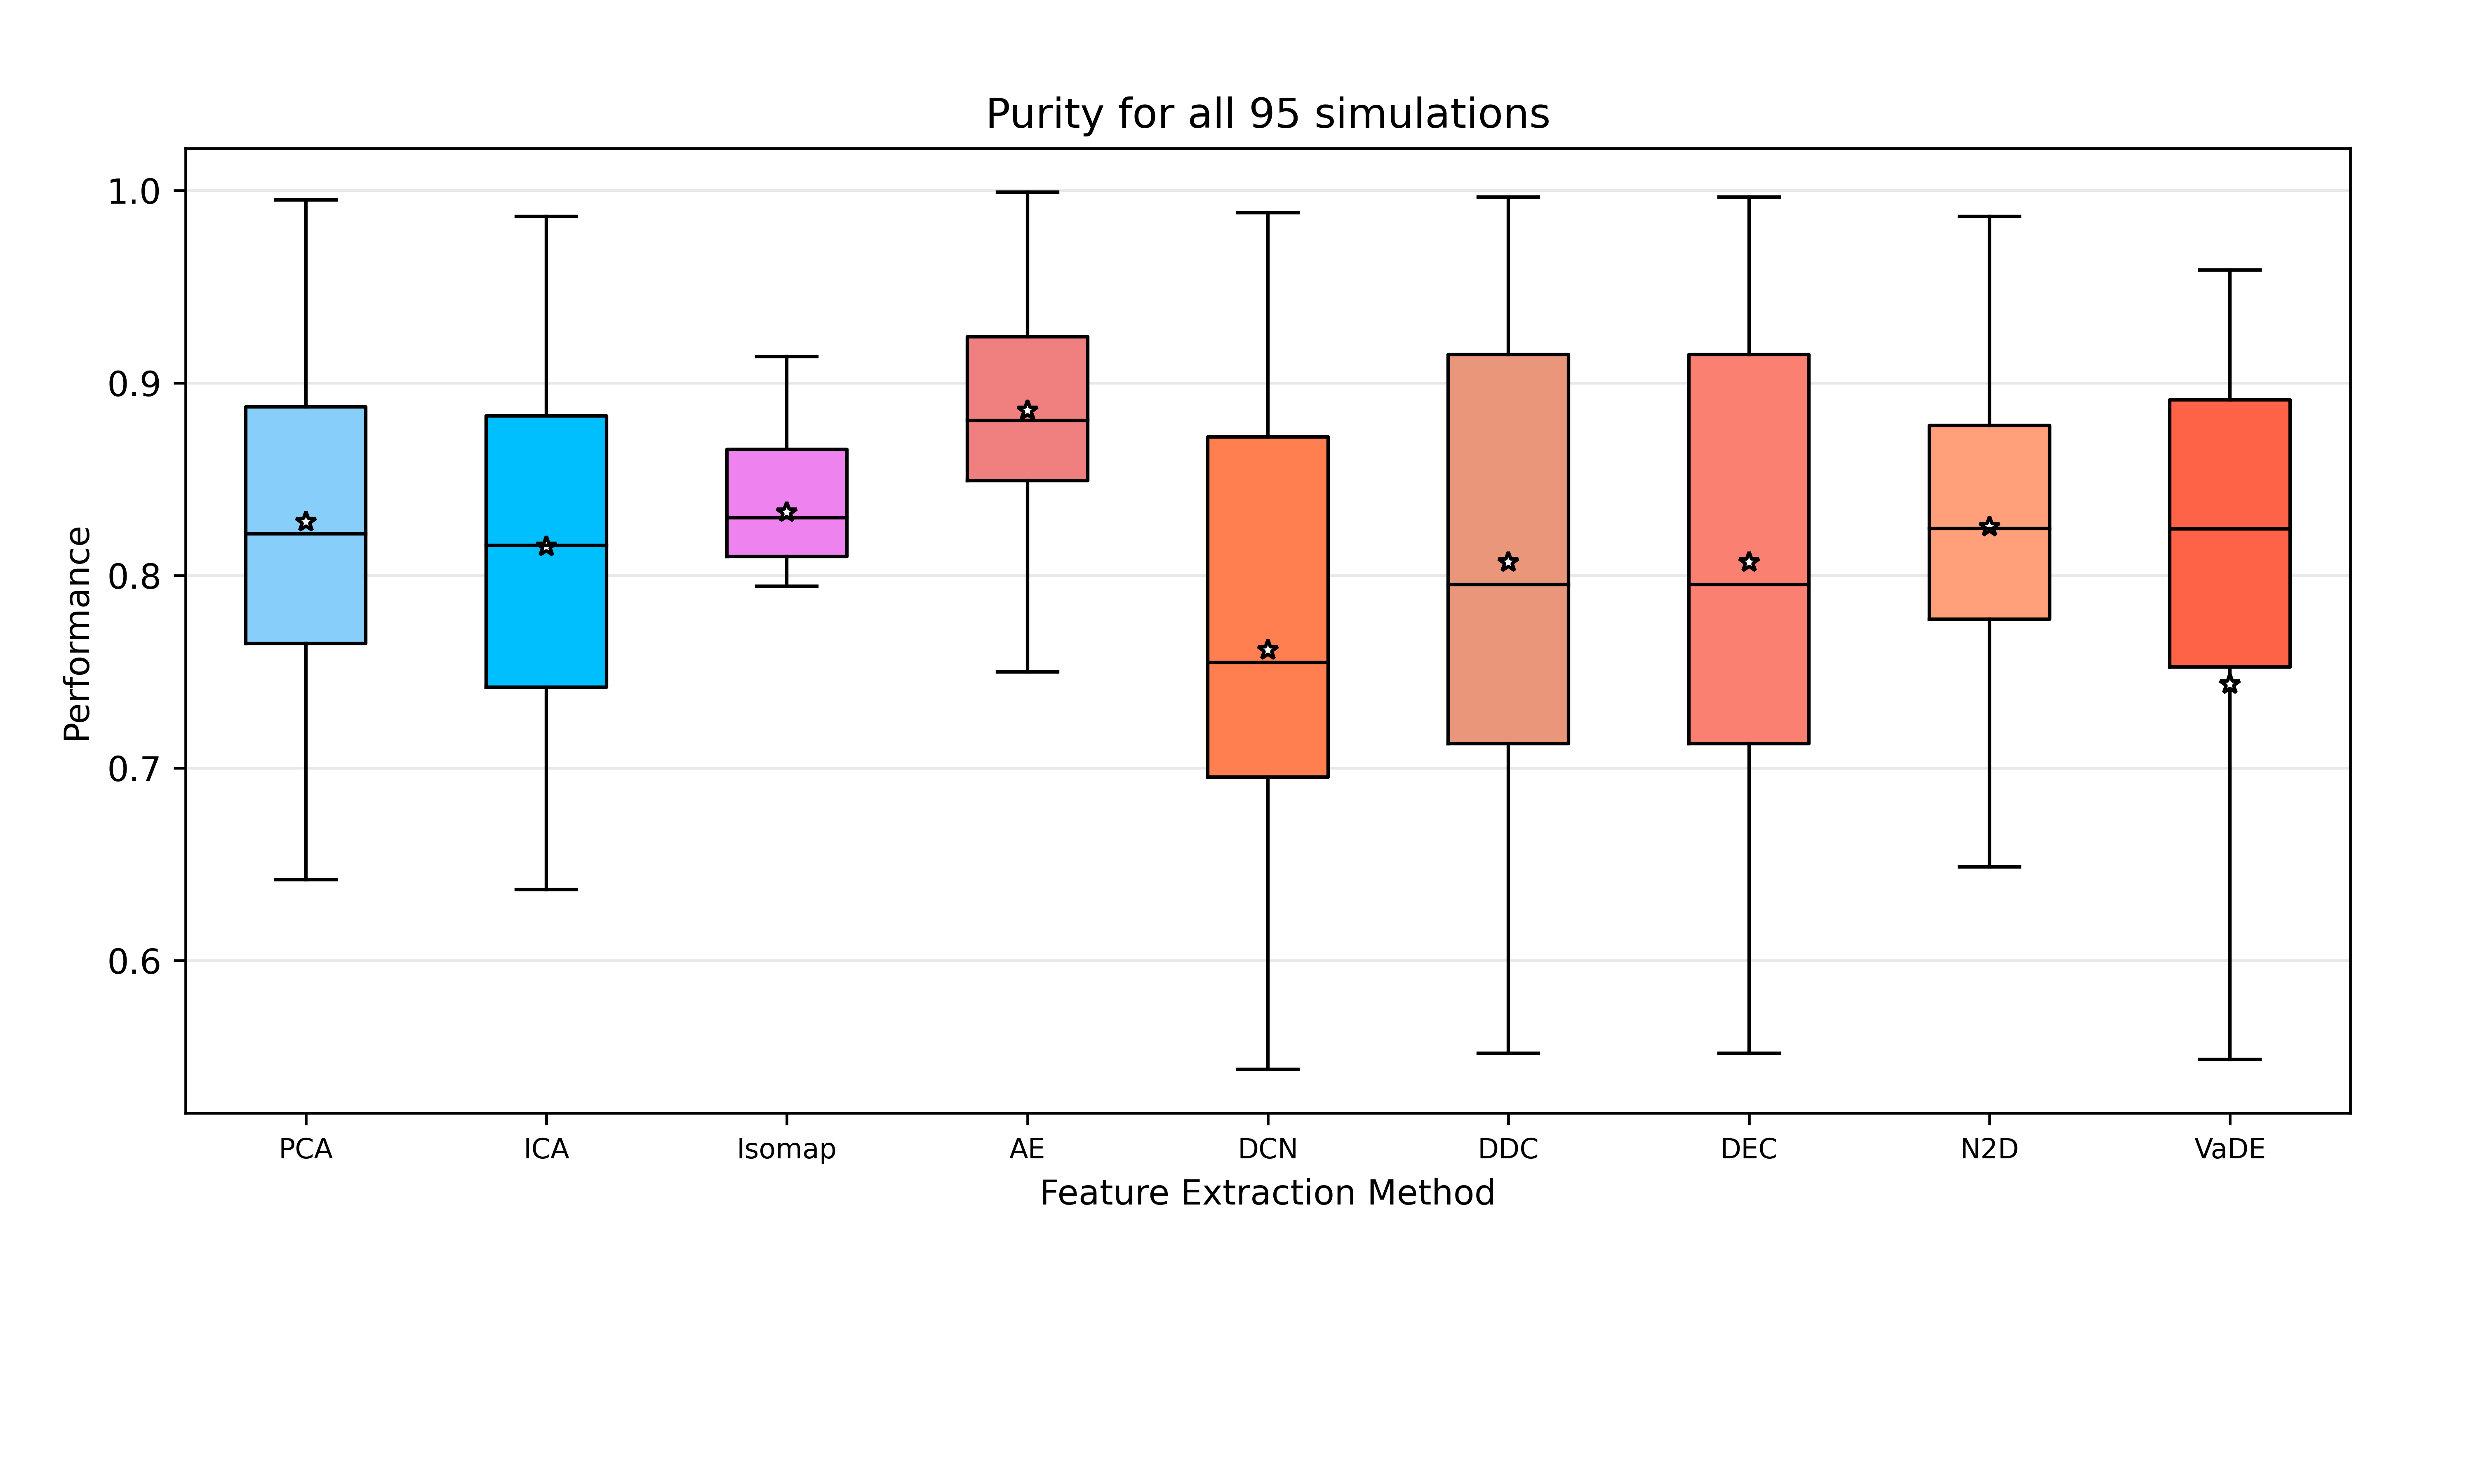 Purity for all 95 simulations
1.0
0.9
0.8
0.7
0.6
Performance
PCA ICA Isomap AE DCN DDC DEC N2D VaDE
Feature Extraction Method